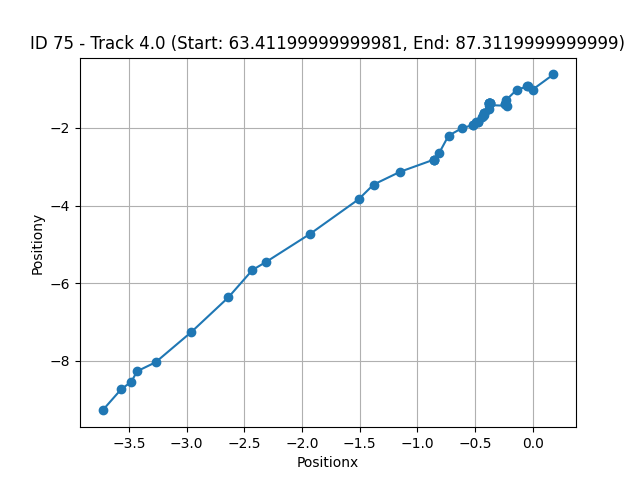 ID 75 - Track 4.0 (Start: 63.41199999999981, End: 87.3119999999999)
Positiony
−2
−4
−6
−8
−3.5 −3.0 −2.5 −2.0 −1.5 −1.0 −0.5 0.0
Positionx